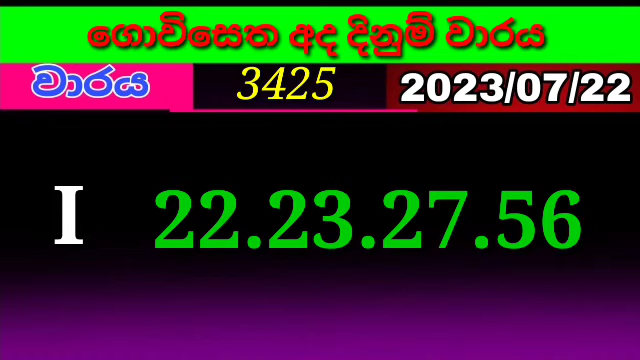 ගොවිසෙත අද දිනුම් වාරය
වාරය 3425 2023/07/22
I 22.23.27.56